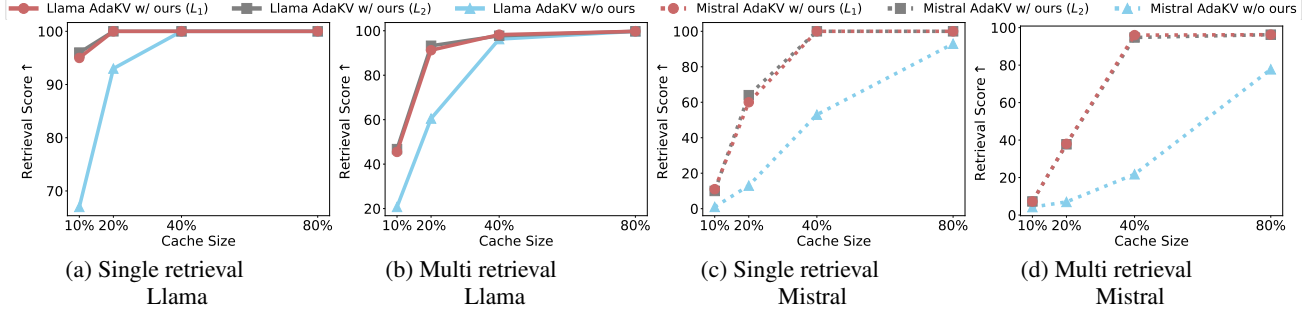 Llama AdaKV w/ ours (L₁) Llama AdaKV w/ ours (L₂) Llama AdaKV w/o ours Mistral AdaKV w/ ours (L₁) Mistral AdaKV w/ ours (L₂) Mistral AdaKV w/o ours
Retrieval Score ↑
100
90
80
70
10% 20% 40% 80%
Cache Size
(a) Single retrieval
Llama
Retrieval Score ↑
100
80
60
40
20
10% 20% 40% 80%
Cache Size
(b) Multi retrieval
Llama
Retrieval Score ↑
100
80
60
40
20
0
10% 20% 40% 80%
Cache Size
(c) Single retrieval
Mistral
Retrieval Score ↑
100
80
60
40
20
0
10% 20% 40% 80%
Cache Size
(d) Multi retrieval
Mistral